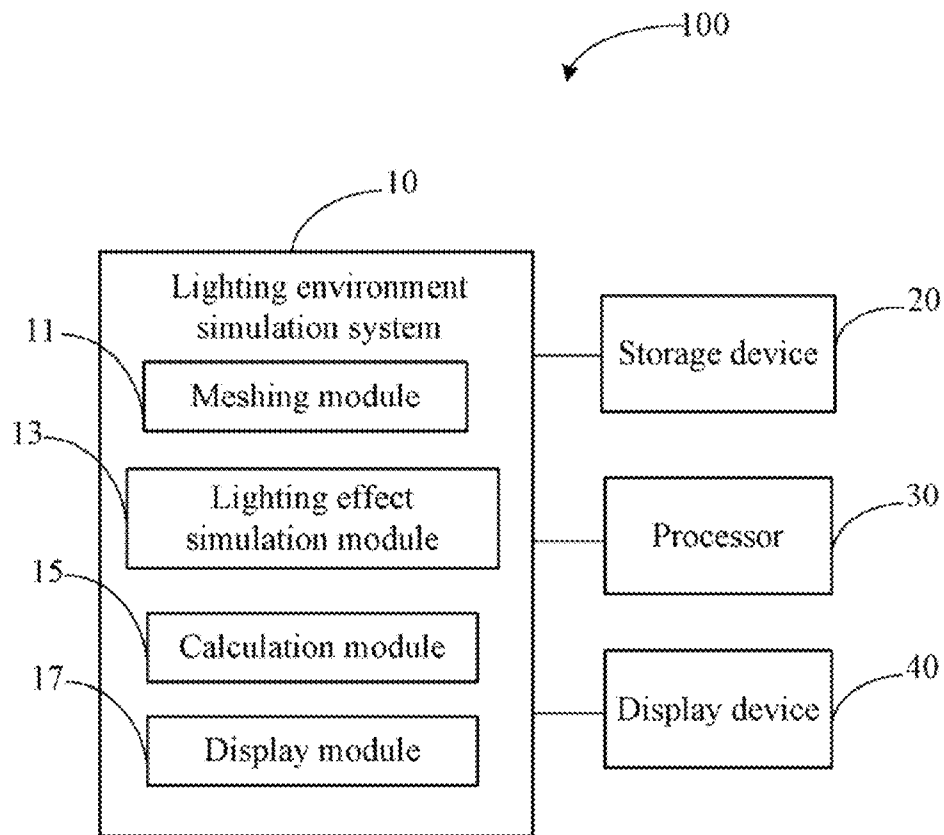 100
10
Lighting environment
simulation system
11
Meshing module
13
Lighting effect
simulation module
15
Calculation module
17
Display module
20
Storage device
30
Processor
40
Display device